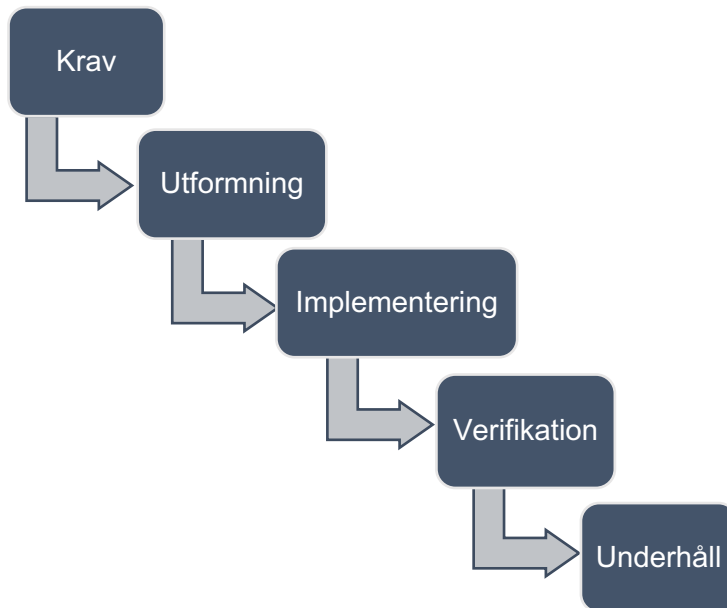 Krav
Utformning
Implementering
Verifikation
Underhåll